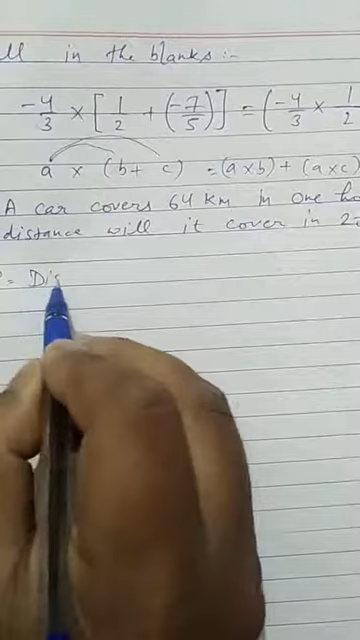 ll in the blanks :-
-4/3 × [1/2 + (-7/5)] = (-4/3 × 1/2
a × (b + c) = (a × b) + (a × c)
A car covers 64 km in one ho
distance will it cover in 2
= Dis